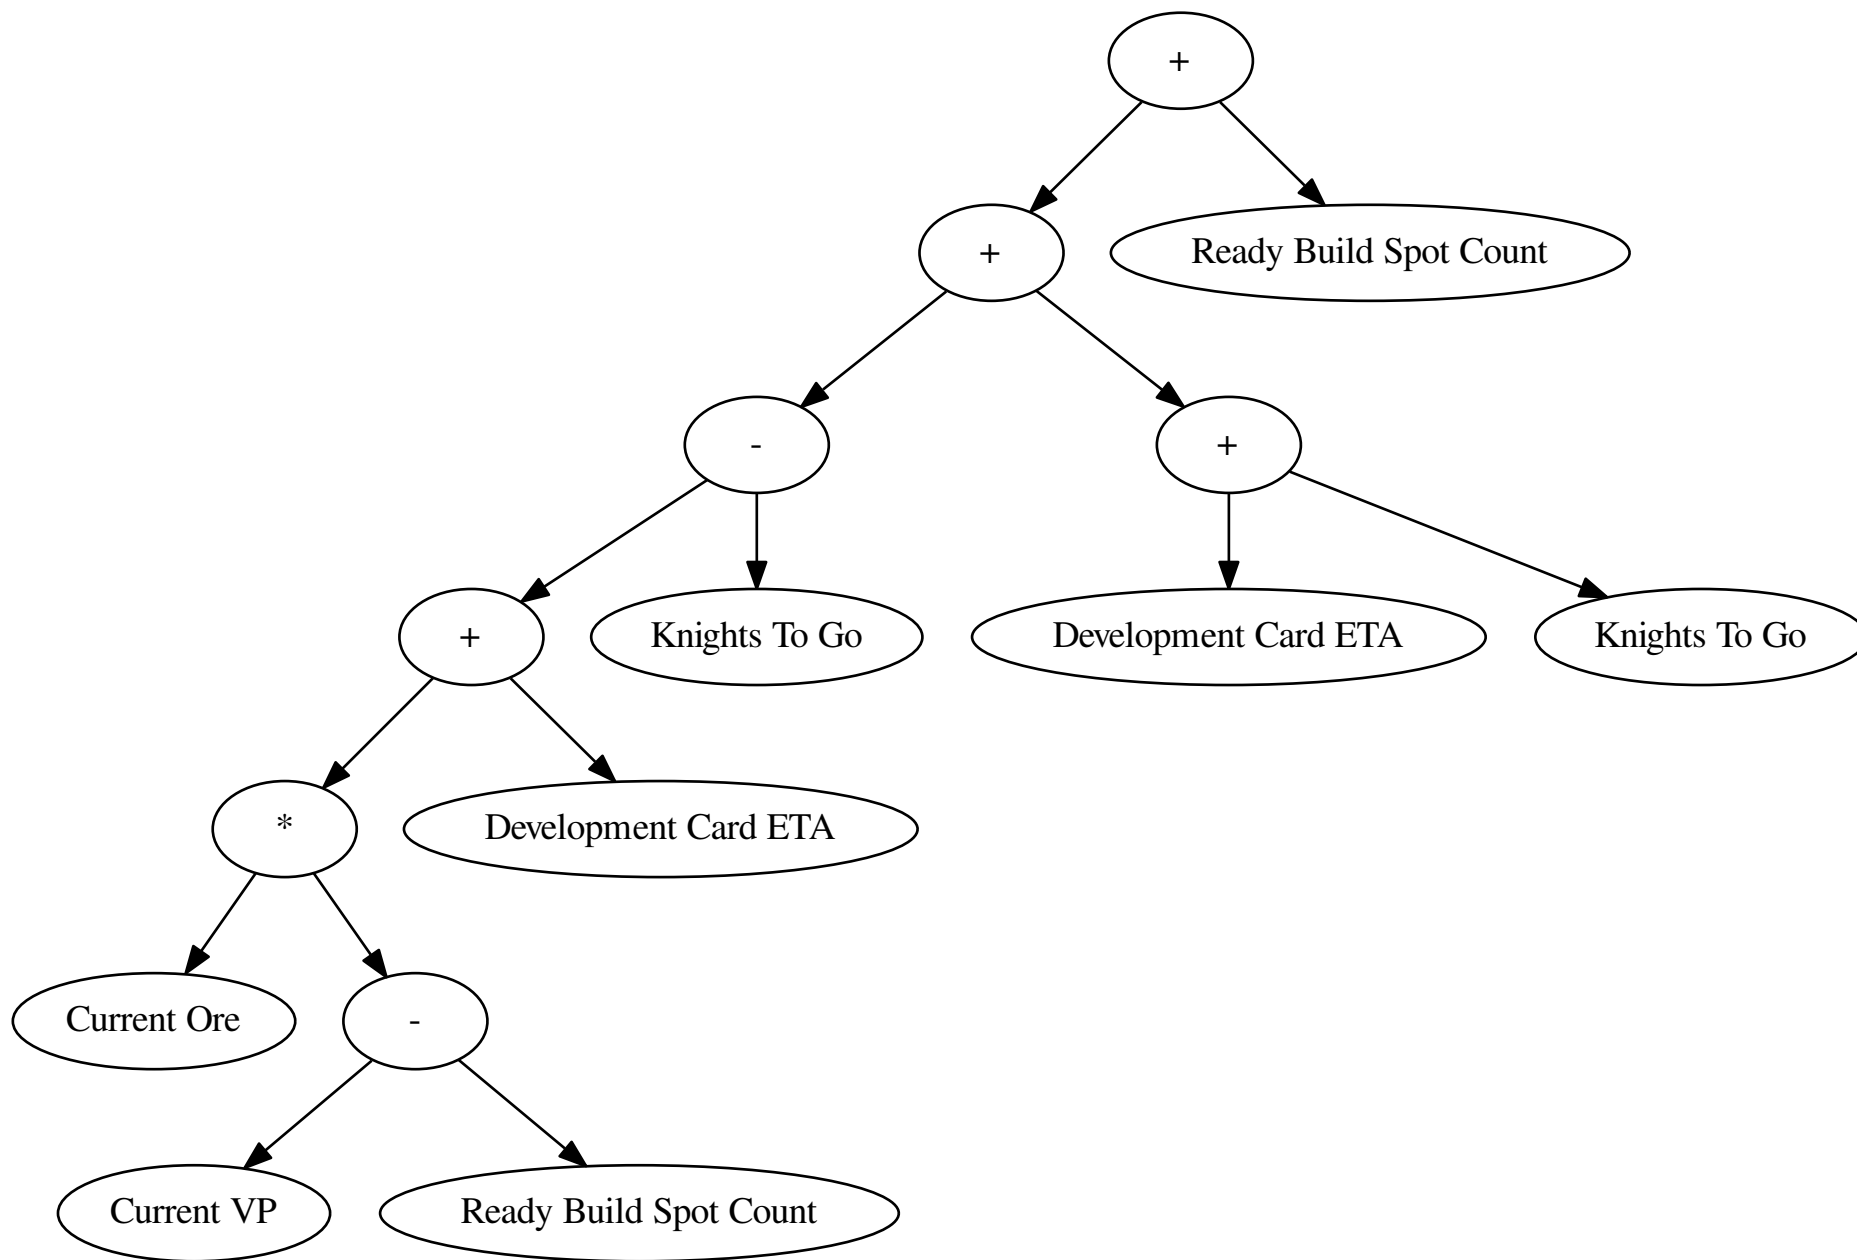 +
+
Ready Build Spot Count
-
+
+
Knights To Go
Development Card ETA
Knights To Go
*
Development Card ETA
Current Ore
-
Current VP
Ready Build Spot Count